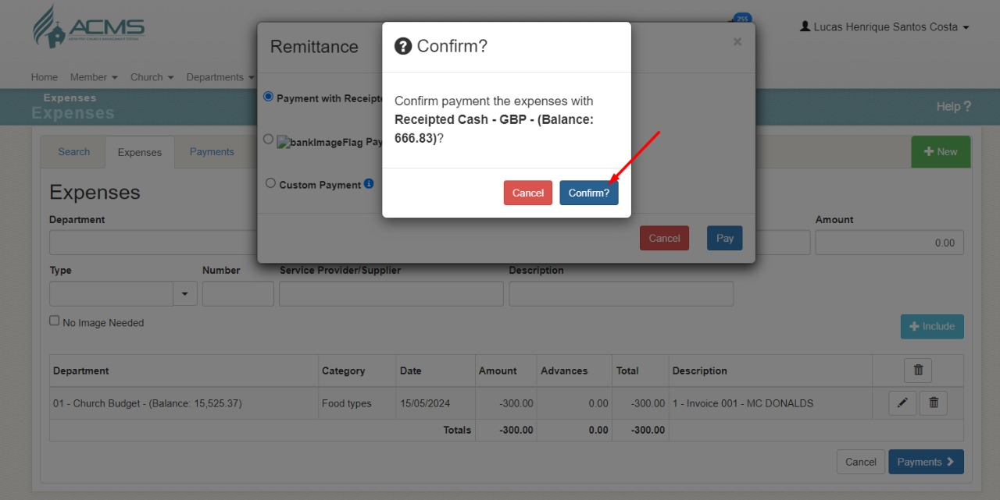 ACMS
ADVENTIST CHURCH MANAGEMENT SYSTEM
255
Lucas Henrique Santos Costa
Home Member Church Departments
Expenses
Expenses
Help ?
Search Expenses Payments
New
Remittance
×
Payment with Receipte
bankImageFlag Pay
Custom Payment
Cancel Pay
Confirm?
Confirm payment the expenses with
Receipted Cash - GBP - (Balance:
666.83)?
Cancel Confirm?
Expenses
Department Amount
0.00
Type Number Service Provider/Supplier Description
No Image Needed
Include
Department Category Date Amount Advances Total Description
01 - Church Budget - (Balance: 15,525.37) Food types 15/05/2024 -300.00 0.00 -300.00 1 - Invoice 001 - MC DONALDS
Totals -300.00 0.00 -300.00
Cancel Payments